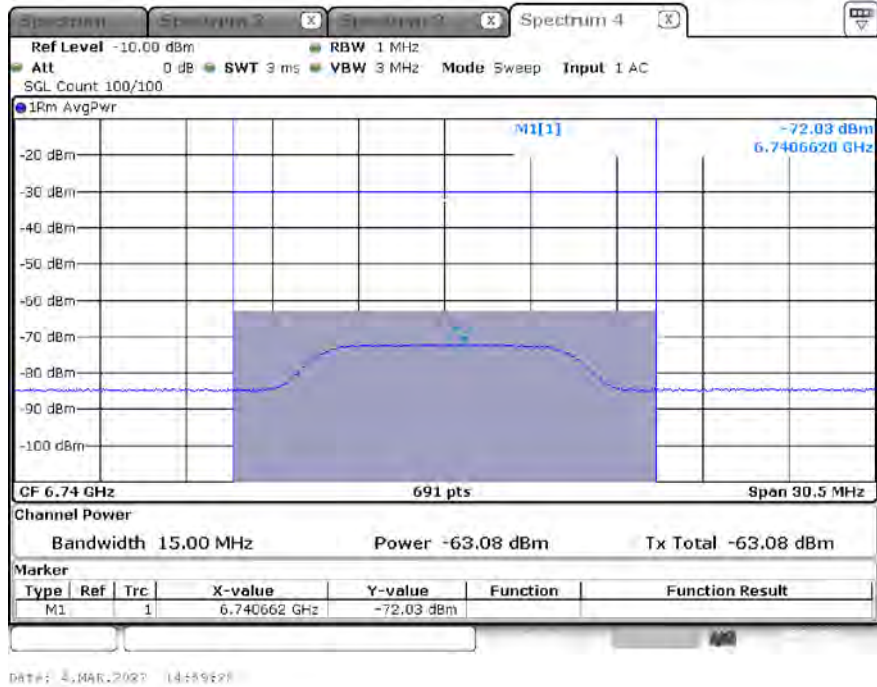 Spectrum 2 X Spectrum 4 X
Ref Level -10.00 dBm RBW 1 MHz
Att 0 dB SWT 3 ms VBW 3 MHz Mode Sweep Input 1 AC
SGL Count 100/100
1Rm AvgPwr
M1[1] -72.03 dBm
6.7406620 GHz
-20 dBm
-30 dBm
-40 dBm
-50 dBm
-60 dBm
-70 dBm
-80 dBm
-90 dBm
-100 dBm
CF 6.74 GHz 691 pts Span 30.5 MHz
Channel Power
Bandwidth 15.00 MHz Power -63.08 dBm Tx Total -63.08 dBm
Marker
Type Ref Trc X-value Y-value Function Function Result
M1 1 6.740662 GHz -72.03 dBm